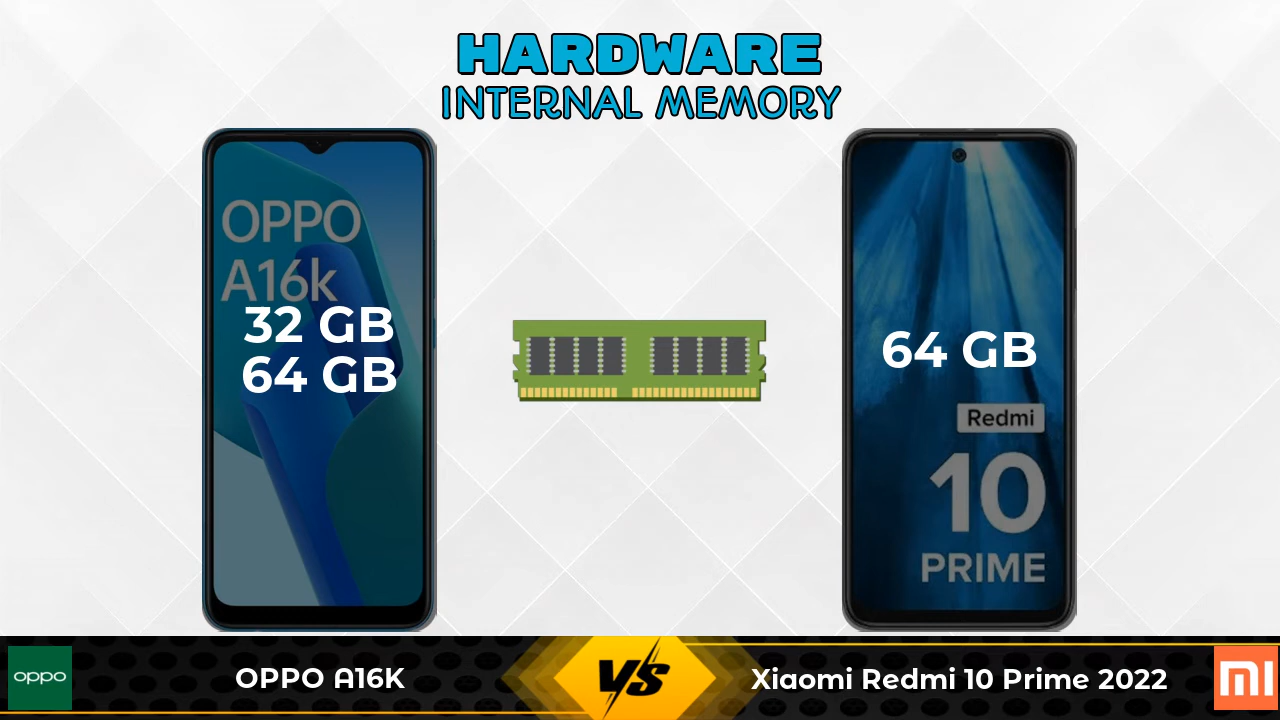 HARDWARE
INTERNAL MEMORY
OPPO
A16k
32 GB
64 GB
64 GB
Redmi
10
PRIME
oppo
OPPO A16K
VS
Xiaomi Redmi 10 Prime 2022
MI